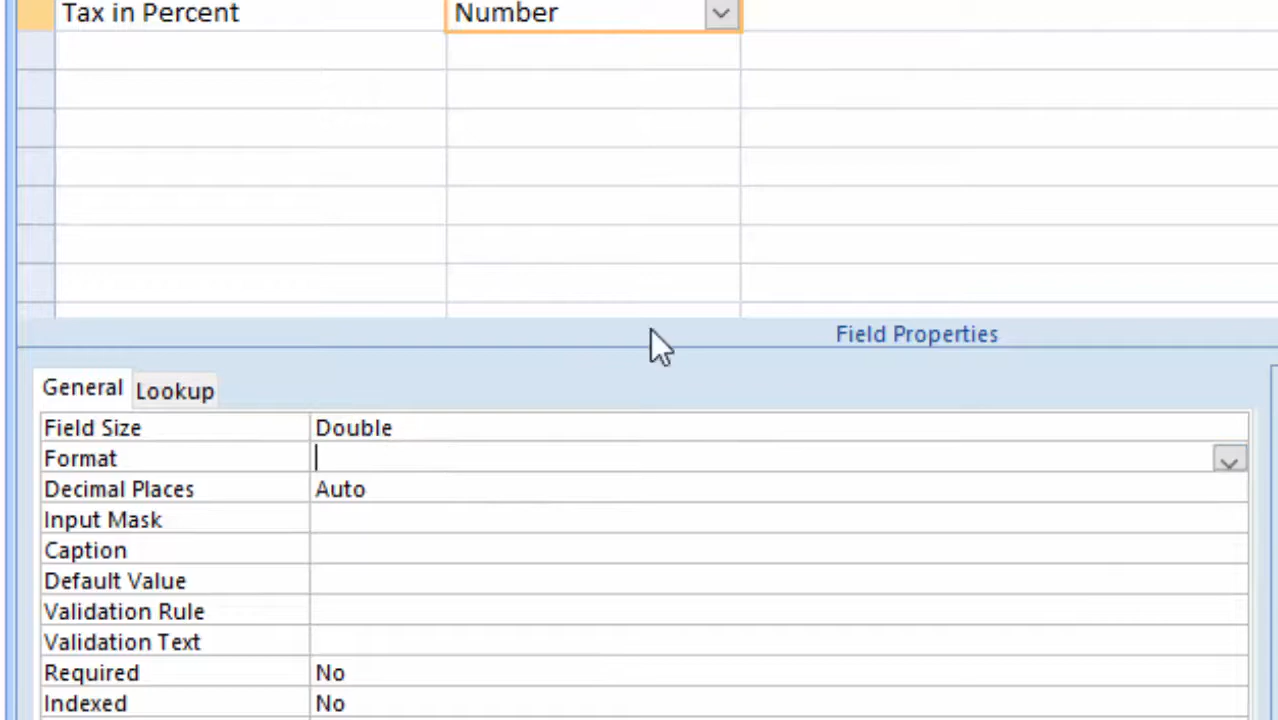 Tax in Percent Number
Field Properties
General Lookup
Field Size Double
Format
Decimal Places Auto
Input Mask
Caption
Default Value
Validation Rule
Validation Text
Required No
Indexed No